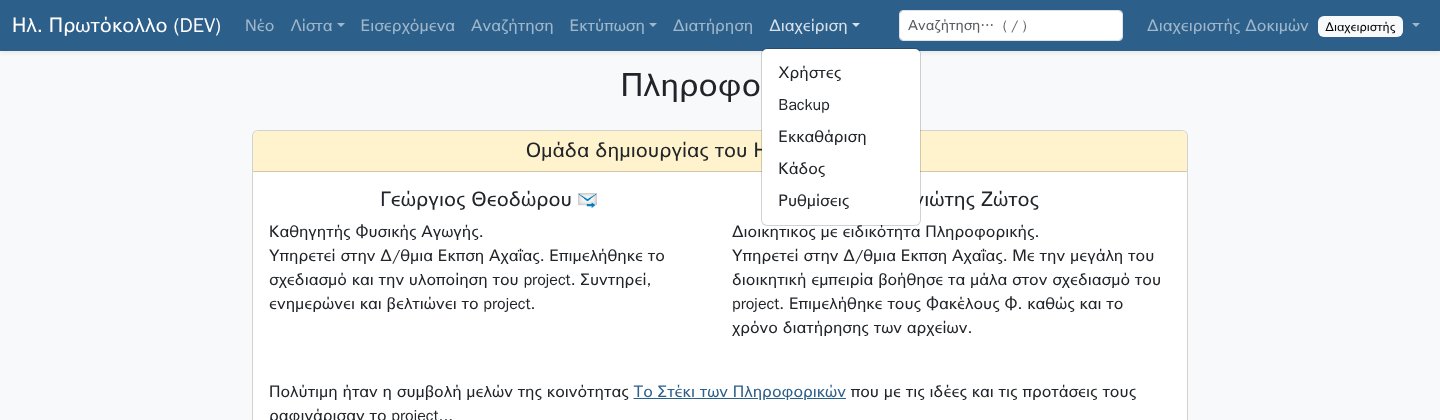 Ηλ. Πρωτόκολλο (DEV) Νέο Λίστα Εισερχόμενα Αναζήτηση Εκτύπωση Διατήρηση Διαχείριση Αναζήτηση… ( / ) Διαχειριστής Δοκιμών Διαχειριστής
Χρήστες
Backup
Εκκαθάριση
Κάδος
Ρυθμίσεις
Ομάδα δημιουργίας του
Γεώργιος Θεοδώρου
Καθηγητής Φυσικής Αγωγής.
Υπηρετεί στην Δ/θμια Εκπση Αχαΐας. Επιμελήθηκε το
σχεδιασμό και την υλοποίηση του project. Συντηρεί,
ενημερώνει και βελτιώνει το project.
Ζώτος
Διοικητικός με ειδικότητα Πληροφορικής.
Υπηρετεί στην Δ/θμια Εκπση Αχαΐας. Με την μεγάλη του
διοικητική εμπειρία βοήθησε τα μάλα στον σχεδιασμό του
project. Επιμελήθηκε τους Φακέλους Φ. καθώς και το
χρόνο διατήρησης των αρχείων.
Πολύτιμη ήταν η συμβολή μελών της κοινότητας Το Στέκι των Πληροφορικών που με τις ιδέες και τις προτάσεις τους
ραφινάρισαν το project...